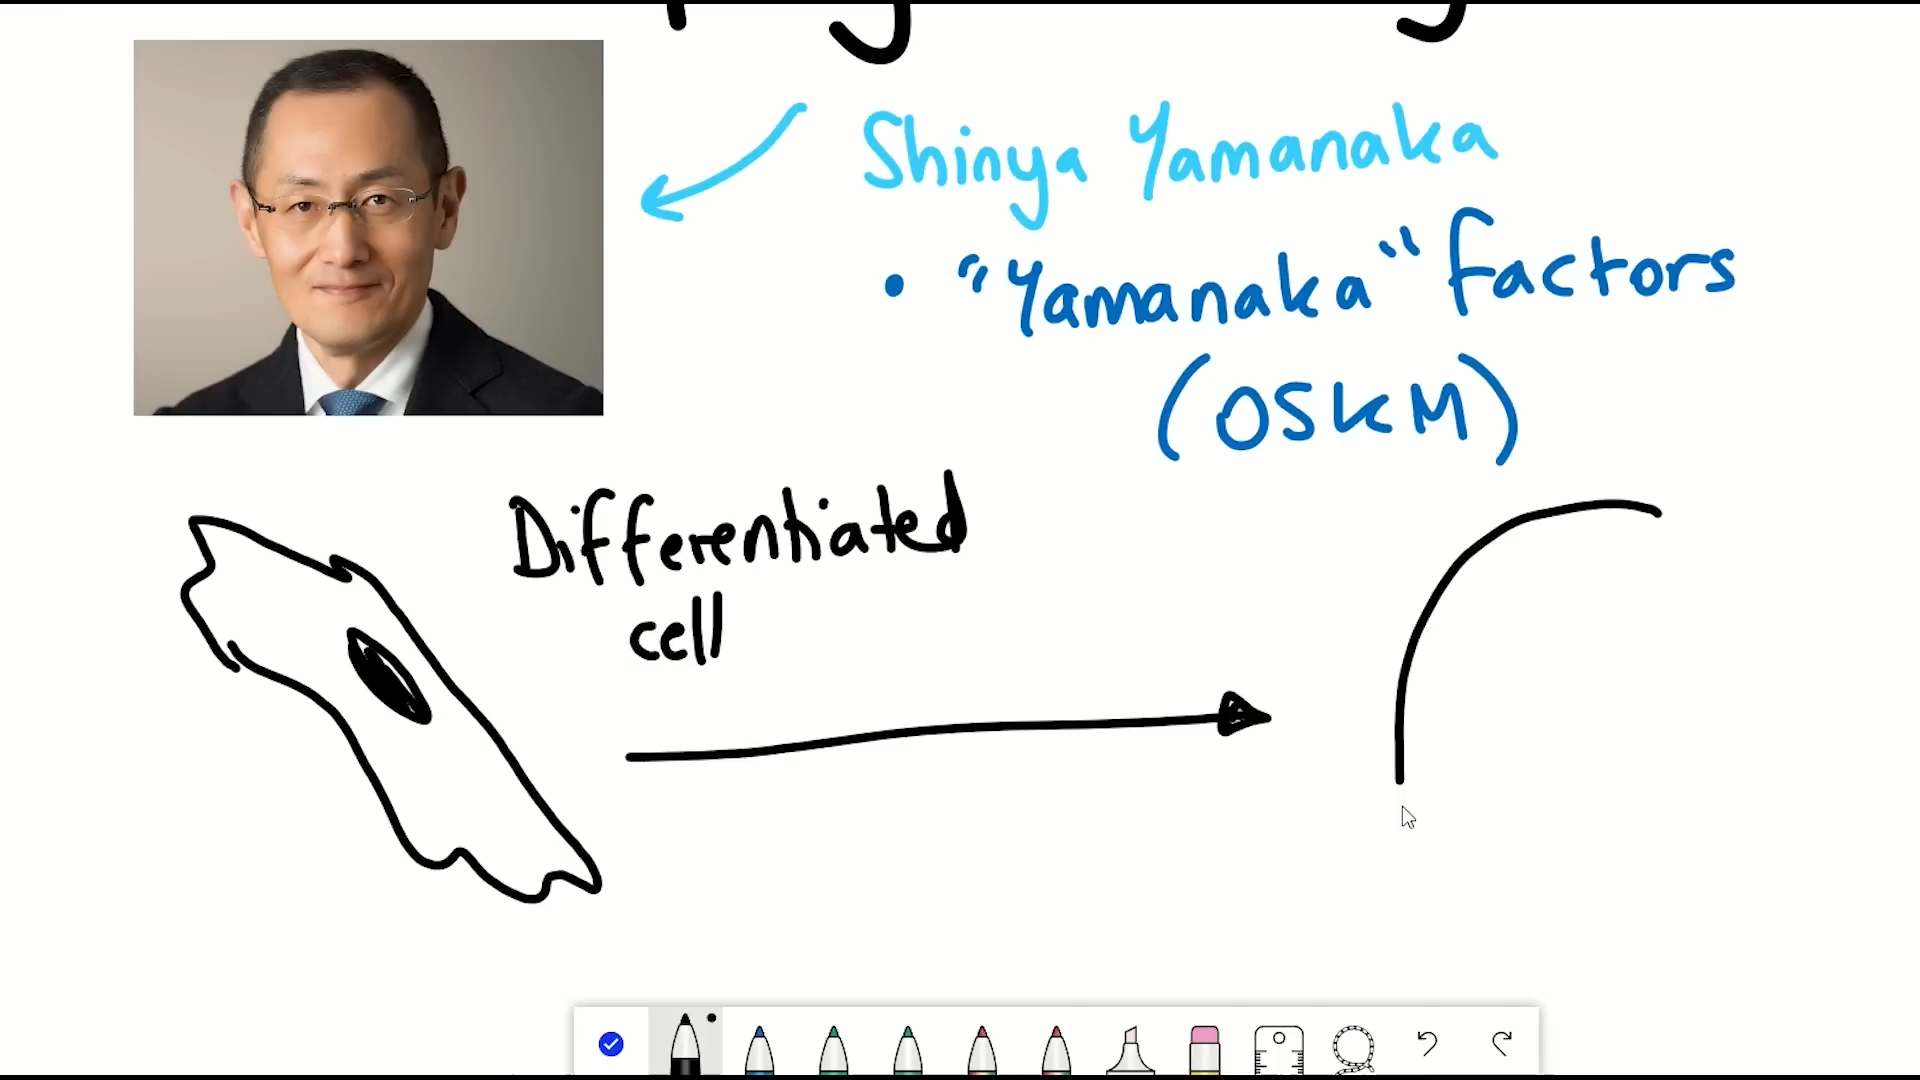 Shinya Yamanaka
• "Yamanaka" factors
(OSKM)
Differentiated
cell